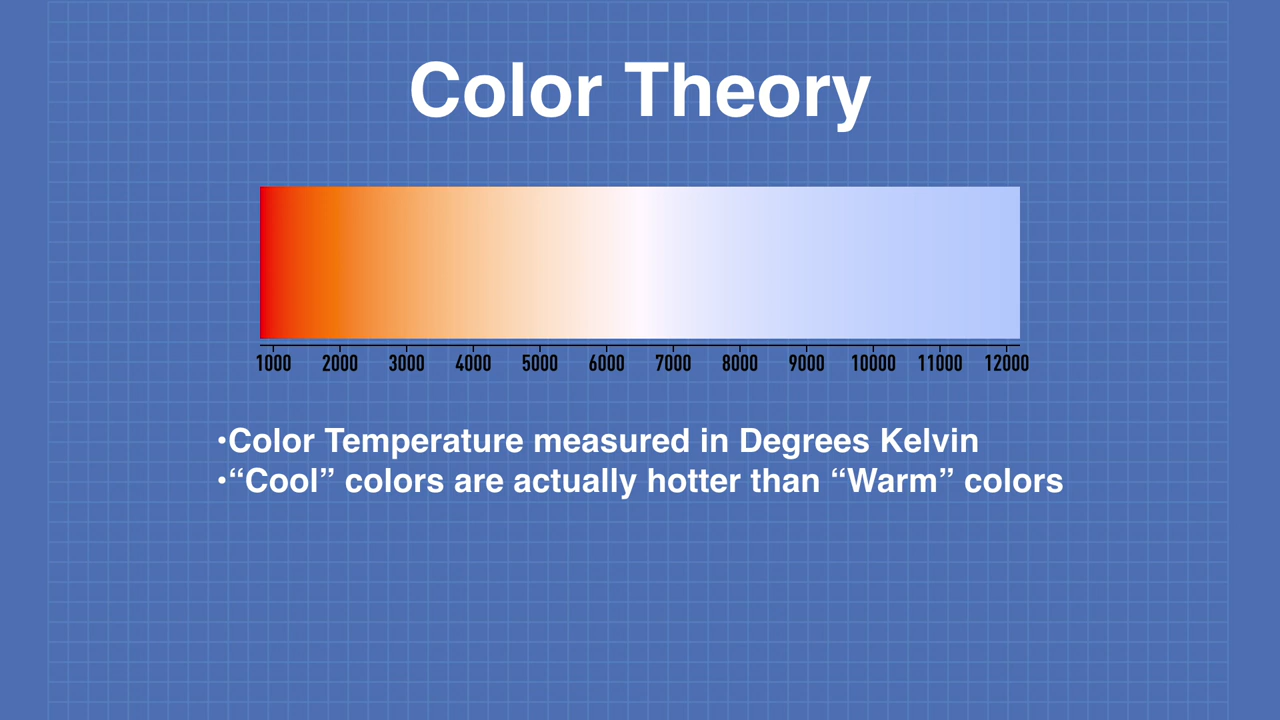 Color Theory
1000 2000 3000 4000 5000 6000 7000 8000 9000 10000 11000 12000
•Color Temperature measured in Degrees Kelvin
•“Cool” colors are actually hotter than “Warm” colors